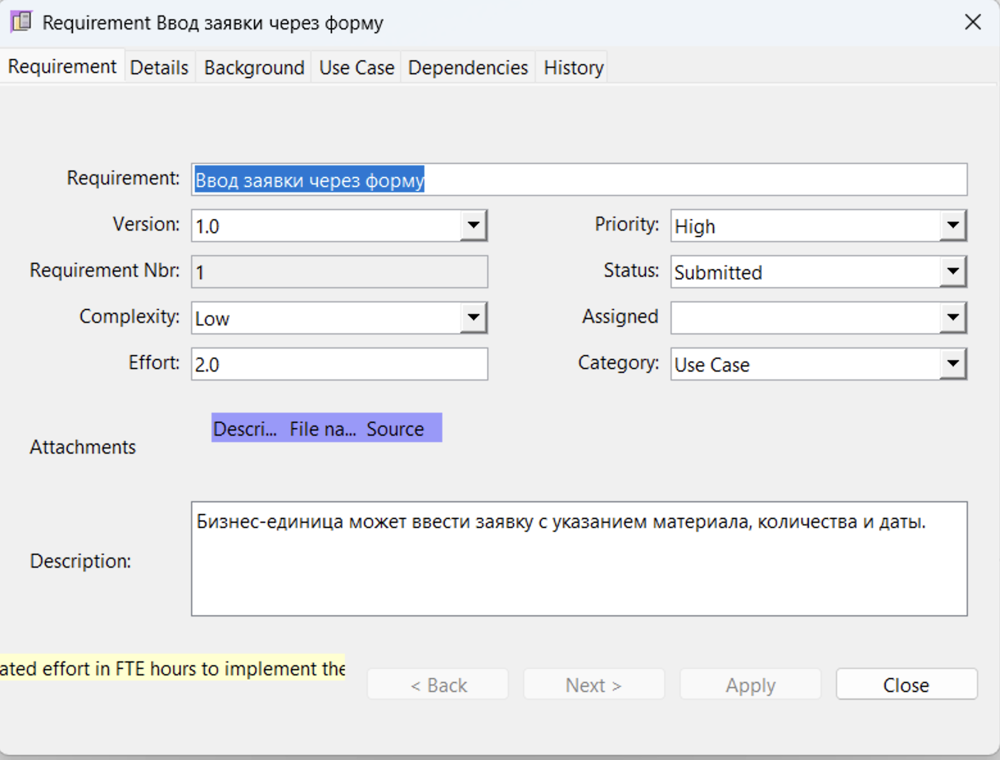 Requirement Ввод заявки через форму
Requirement Details Background Use Case Dependencies History
Requirement: Ввод заявки через форму
Version: 1.0 Priority: High
Requirement Nbr: 1 Status: Submitted
Complexity: Low Assigned
Effort: 2.0 Category: Use Case
Descri... File na... Source
Attachments
Бизнес-единица может ввести заявку с указанием материала, количества и даты.
Description:
ated effort in FTE hours to implement the
< Back Next > Apply Close